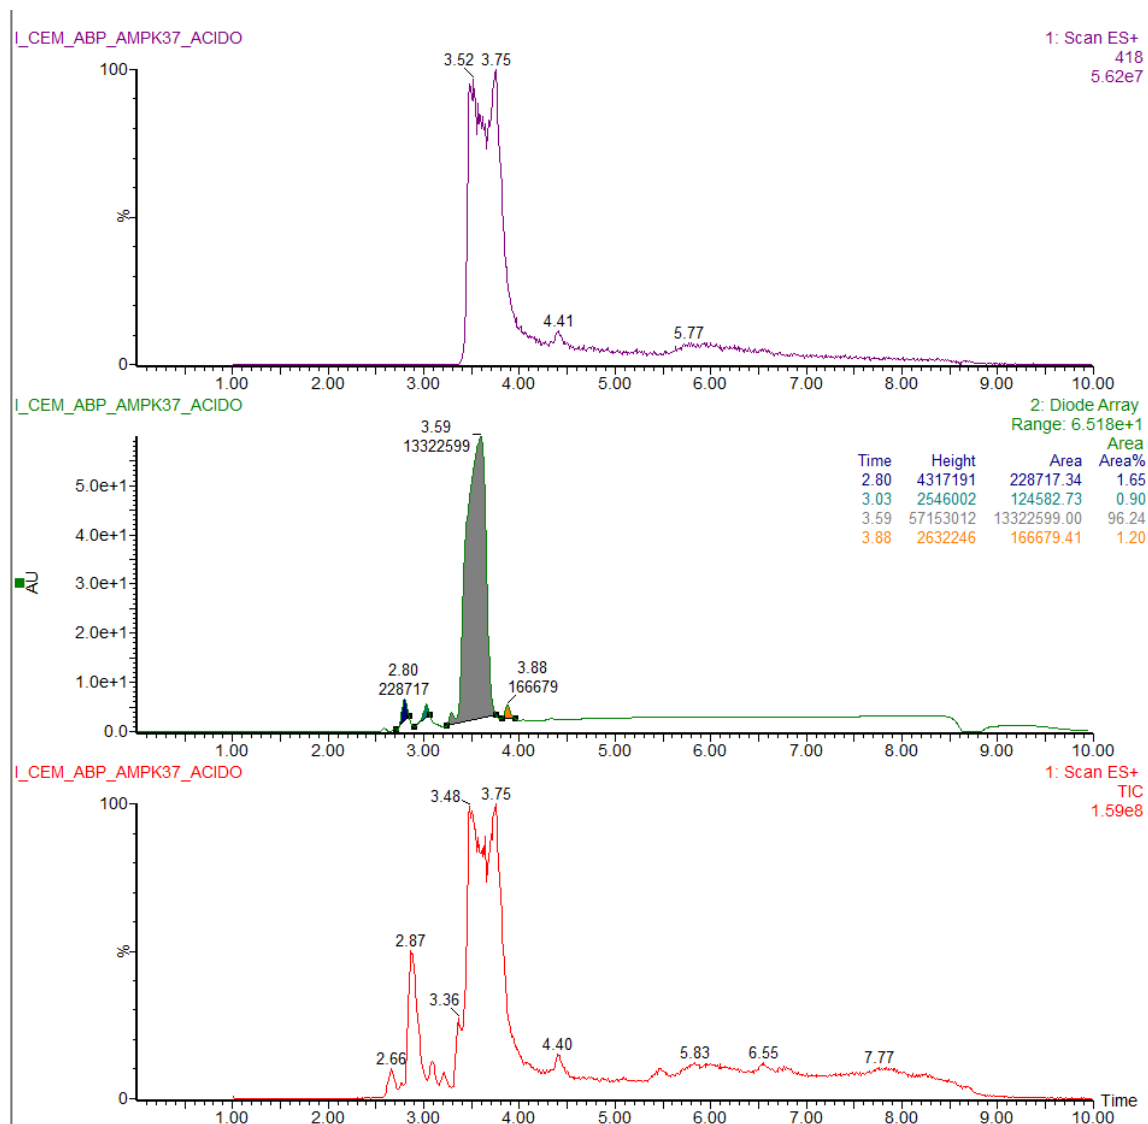 I_CEM_ABP_AMPK37_ACIDO
1: Scan ES+
418
5.62e7
3.52 3.75
100
%
4.41
5.77
0
1.00 2.00 3.00 4.00 5.00 6.00 7.00 8.00 9.00 10.00
I_CEM_ABP_AMPK37_ACIDO
2: Diode Array
Range: 6.518e+1
Area
Time Height Area Area%
2.80 4317191 228717.34 1.65
3.03 2546002 124582.73 0.90
3.59 57153012 13322599.00 96.24
3.88 2632246 166679.41 1.20
3.59
13322599
5.0e+1
4.0e+1
AU
3.0e+1
2.0e+1
1.0e+1
2.80
228717
3.88
166679
0.0
1.00 2.00 3.00 4.00 5.00 6.00 7.00 8.00 9.00 10.00
I_CEM_ABP_AMPK37_ACIDO
1: Scan ES+
TIC
1.59e8
3.48 3.75
100
%
2.87
3.36
2.66
4.40
5.83
6.55
7.77
0
Time
1.00 2.00 3.00 4.00 5.00 6.00 7.00 8.00 9.00 10.00